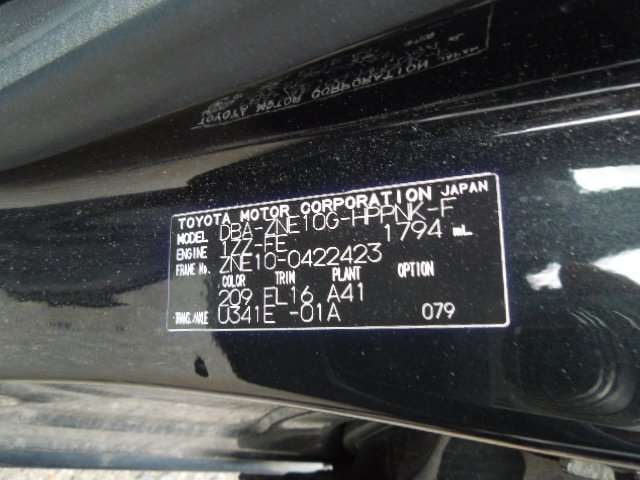 TOYOTA MOTOR CORPORATION JAPAN
MODEL DBA-ZNE10G-HPPNK-F
ENGINE 1ZZ-FE 1794 mL
FRAME No. ZNE10-0422423
COLOR TRIM PLANT OPTION
209 EL16 A41
TRANS./AXLE U341E -01A 079